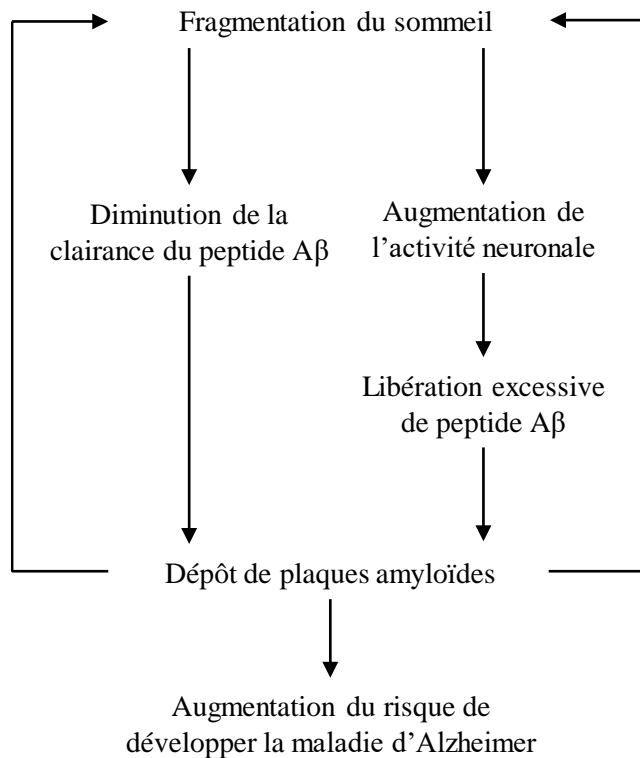 Fragmentation du sommeil
Diminution de la
clairance du peptide Aβ
Augmentation de
l’activité neuronale
Libération excessive
de peptide Aβ
Dépôt de plaques amyloïdes
Augmentation du risque de
développer la maladie d’Alzheimer